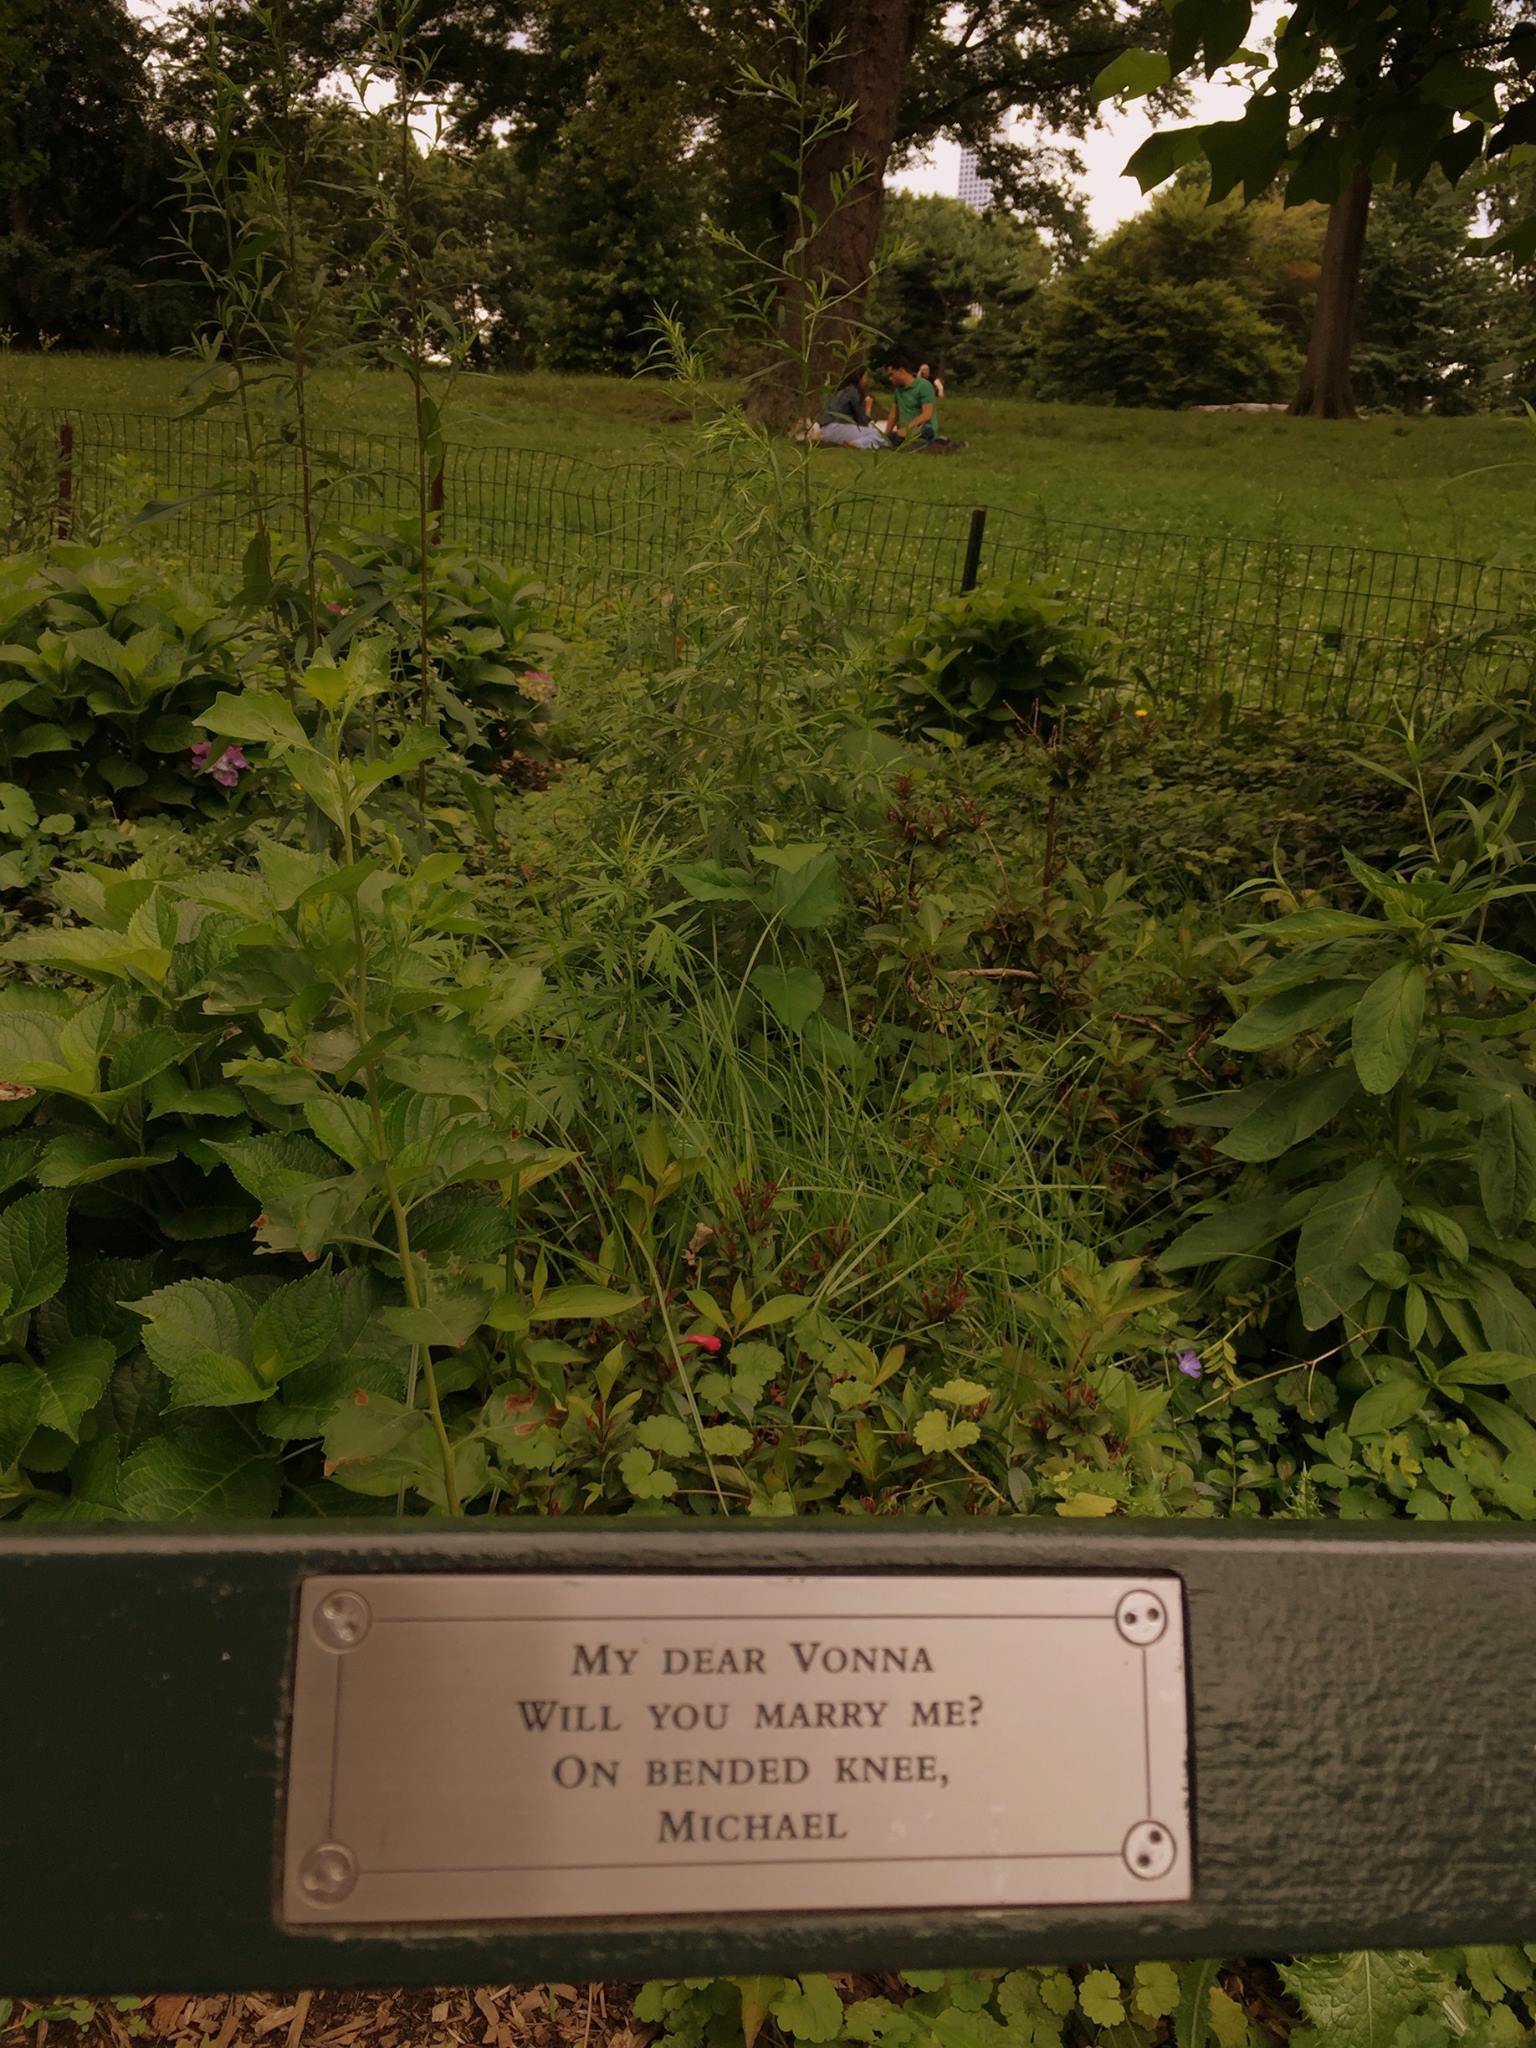 My dear Vonna
Will you marry me?
On bended knee,
Michael